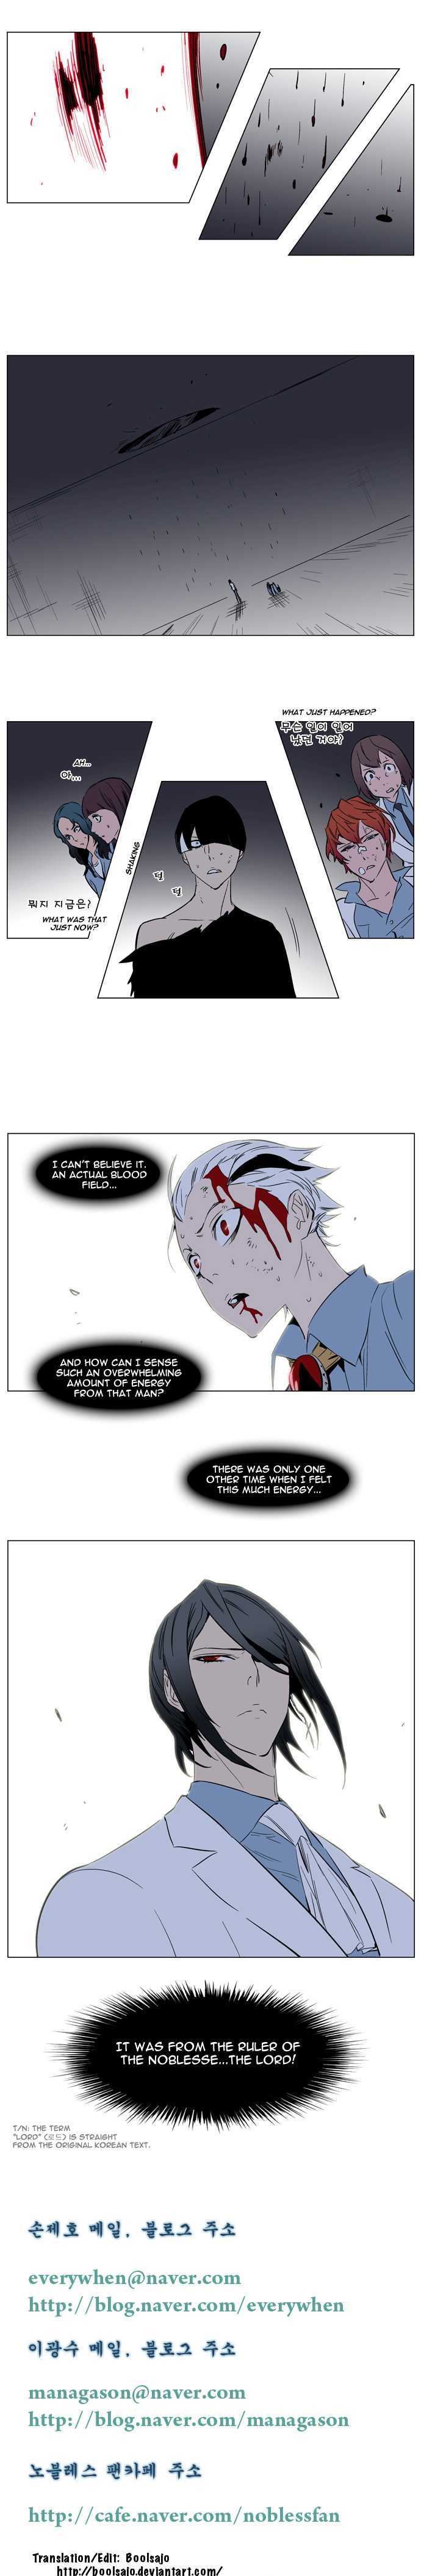 WHAT JUST HAPPENED?
무슨 일이 일어
났던 거야?
AH...
아...
SHAKING
덜
덜
뭐지 지금은?
WHAT WAS THAT
JUST NOW?
I CAN'T BELIEVE IT.
AN ACTUAL BLOOD
FIELD...
AND HOW CAN I SENSE
SUCH AN OVERWHELMING
AMOUNT OF ENERGY
FROM THAT MAN?
THERE WAS ONLY ONE
OTHER TIME WHEN I FELT
THIS MUCH ENERGY...
IT WAS FROM THE RULER OF
THE NOBLESSE...THE LORD!
T/N: THE TERM
"LORD" (로드) IS STRAIGHT
FROM THE ORIGINAL KOREAN TEXT.
손제호 메일, 블로그 주소
everywhen@naver.com
http://blog.naver.com/everywhen
이광수 메일, 블로그 주소
managason@naver.com
http://blog.naver.com/managason
노블레스 팬카페 주소
http://cafe.naver.com/noblessfan
Translation/Edit: Boolsajo
http://boolsajo.deviantart.com/